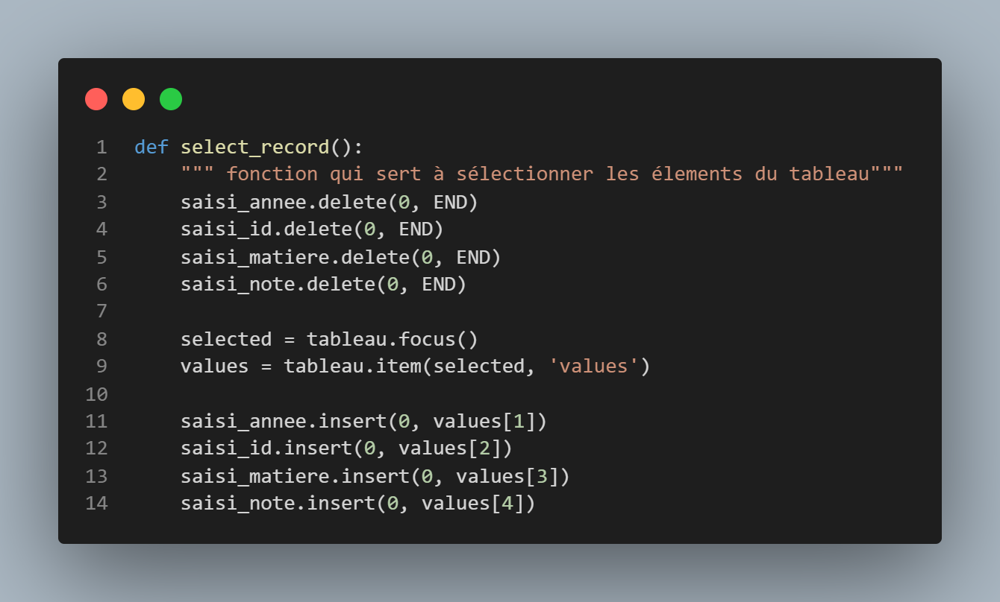 1 def select_record():
2     """ fonction qui sert à sélectionner les élements du tableau"""
3     saisi_annee.delete(0, END)
4     saisi_id.delete(0, END)
5     saisi_matiere.delete(0, END)
6     saisi_note.delete(0, END)
7
8     selected = tableau.focus()
9     values = tableau.item(selected, 'values')
10
11     saisi_annee.insert(0, values[1])
12     saisi_id.insert(0, values[2])
13     saisi_matiere.insert(0, values[3])
14     saisi_note.insert(0, values[4])